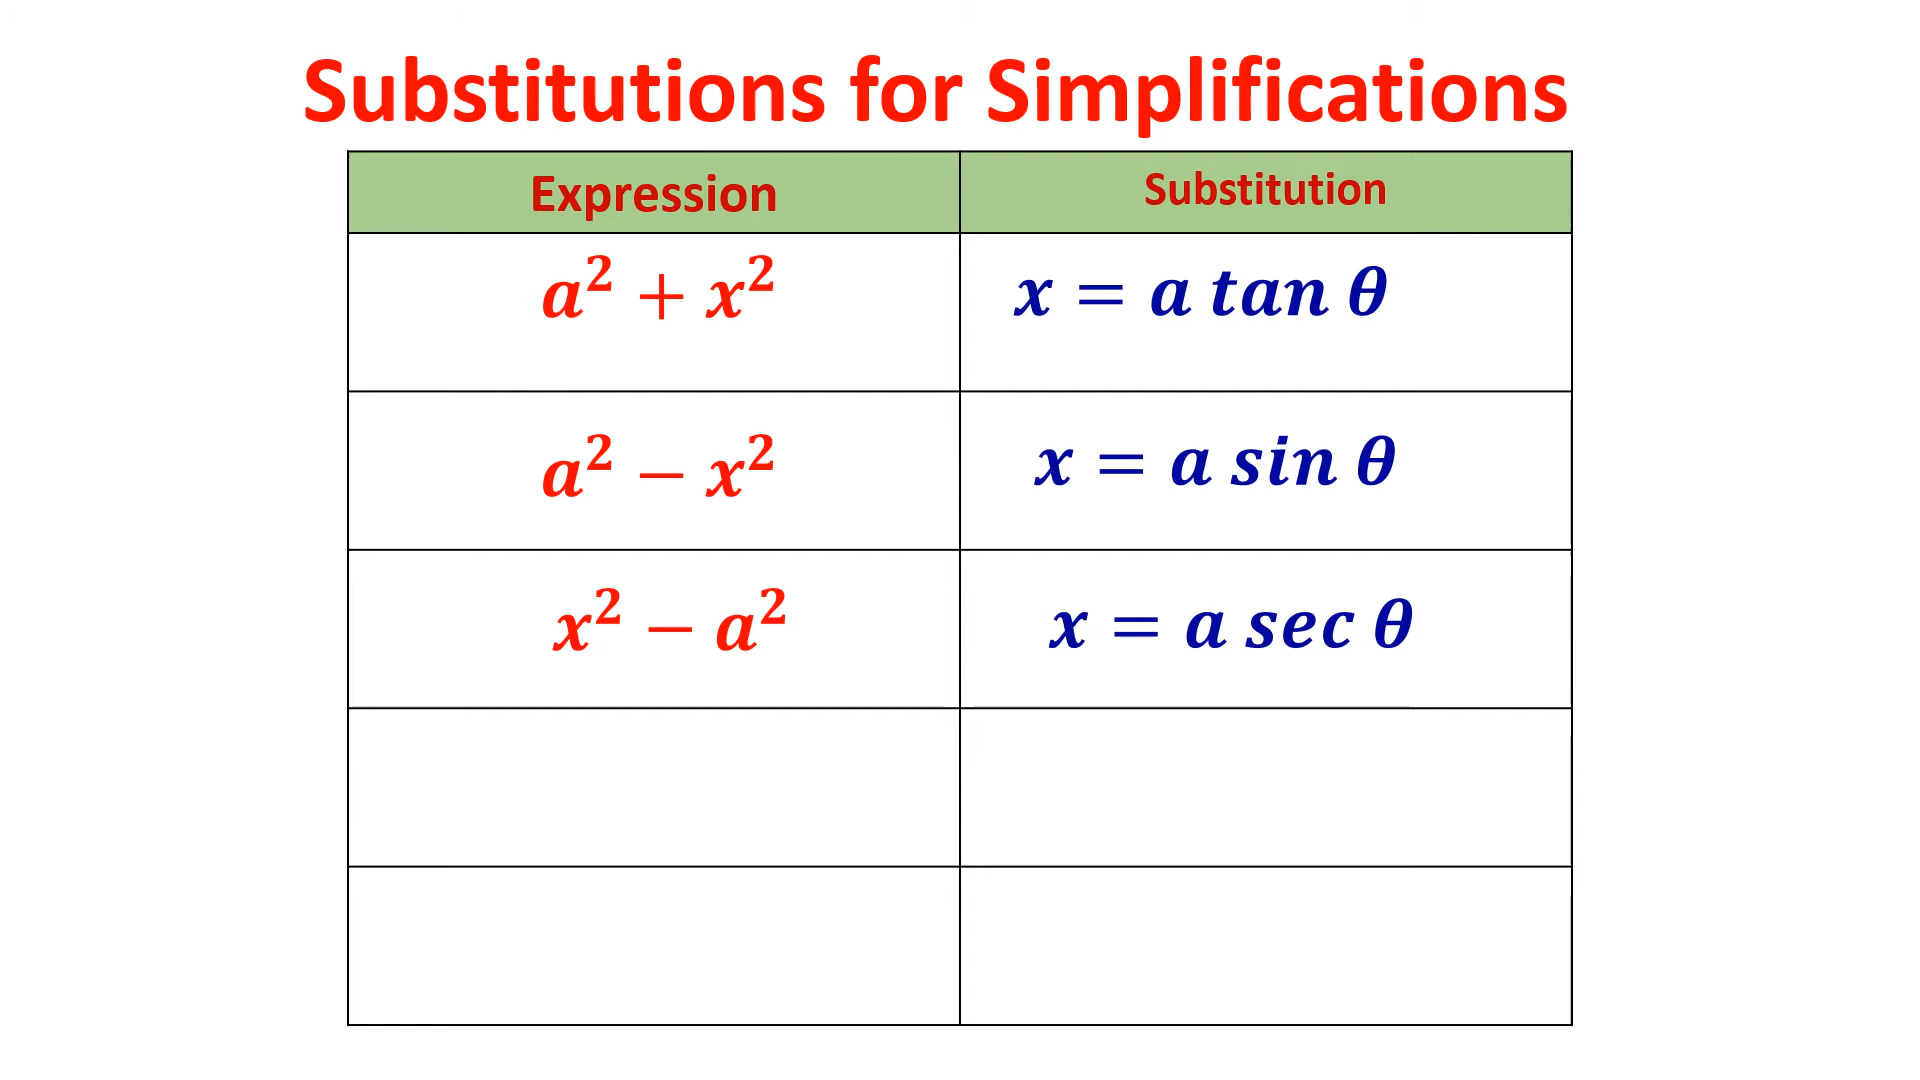 Substitutions for Simplifications
Expression Substitution
a² + x² x = a tan θ
a² − x² x = a sin θ
x² − a² x = a sec θ